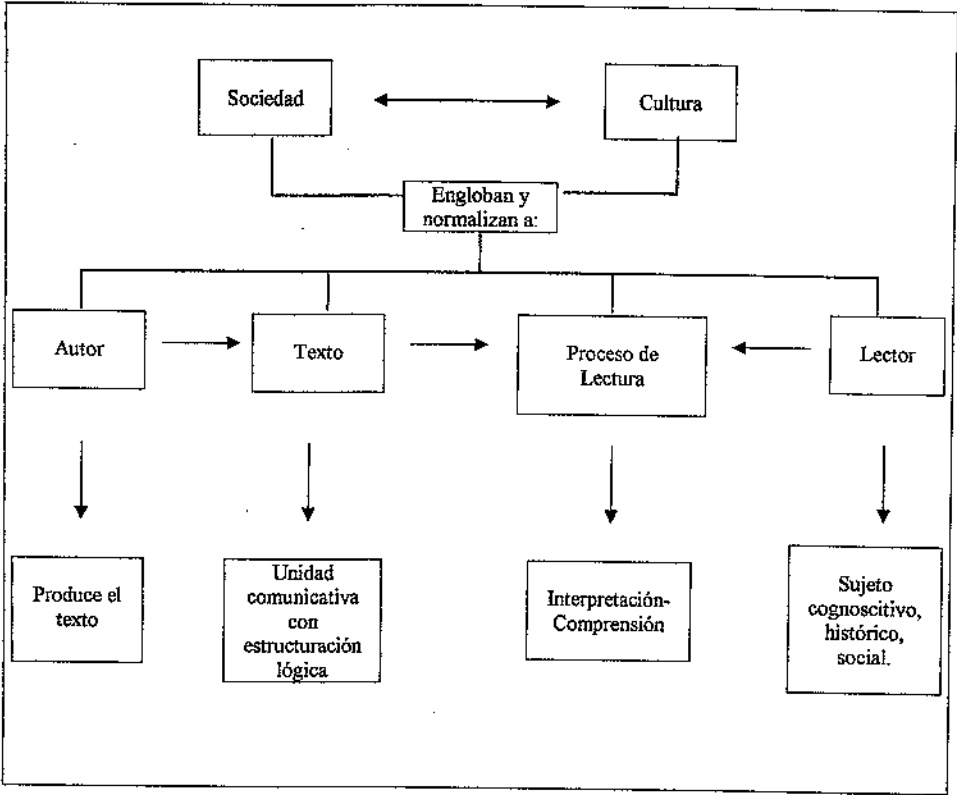 Sociedad
Cultura
Engloban y
normalizan a:
Autor
Texto
Proceso de
Lectura
Lector
Produce el
texto
Unidad
comunicativa
con
estructuración
lógica
Interpretación-
Comprensión
Sujeto
cognoscitivo,
histórico,
social.